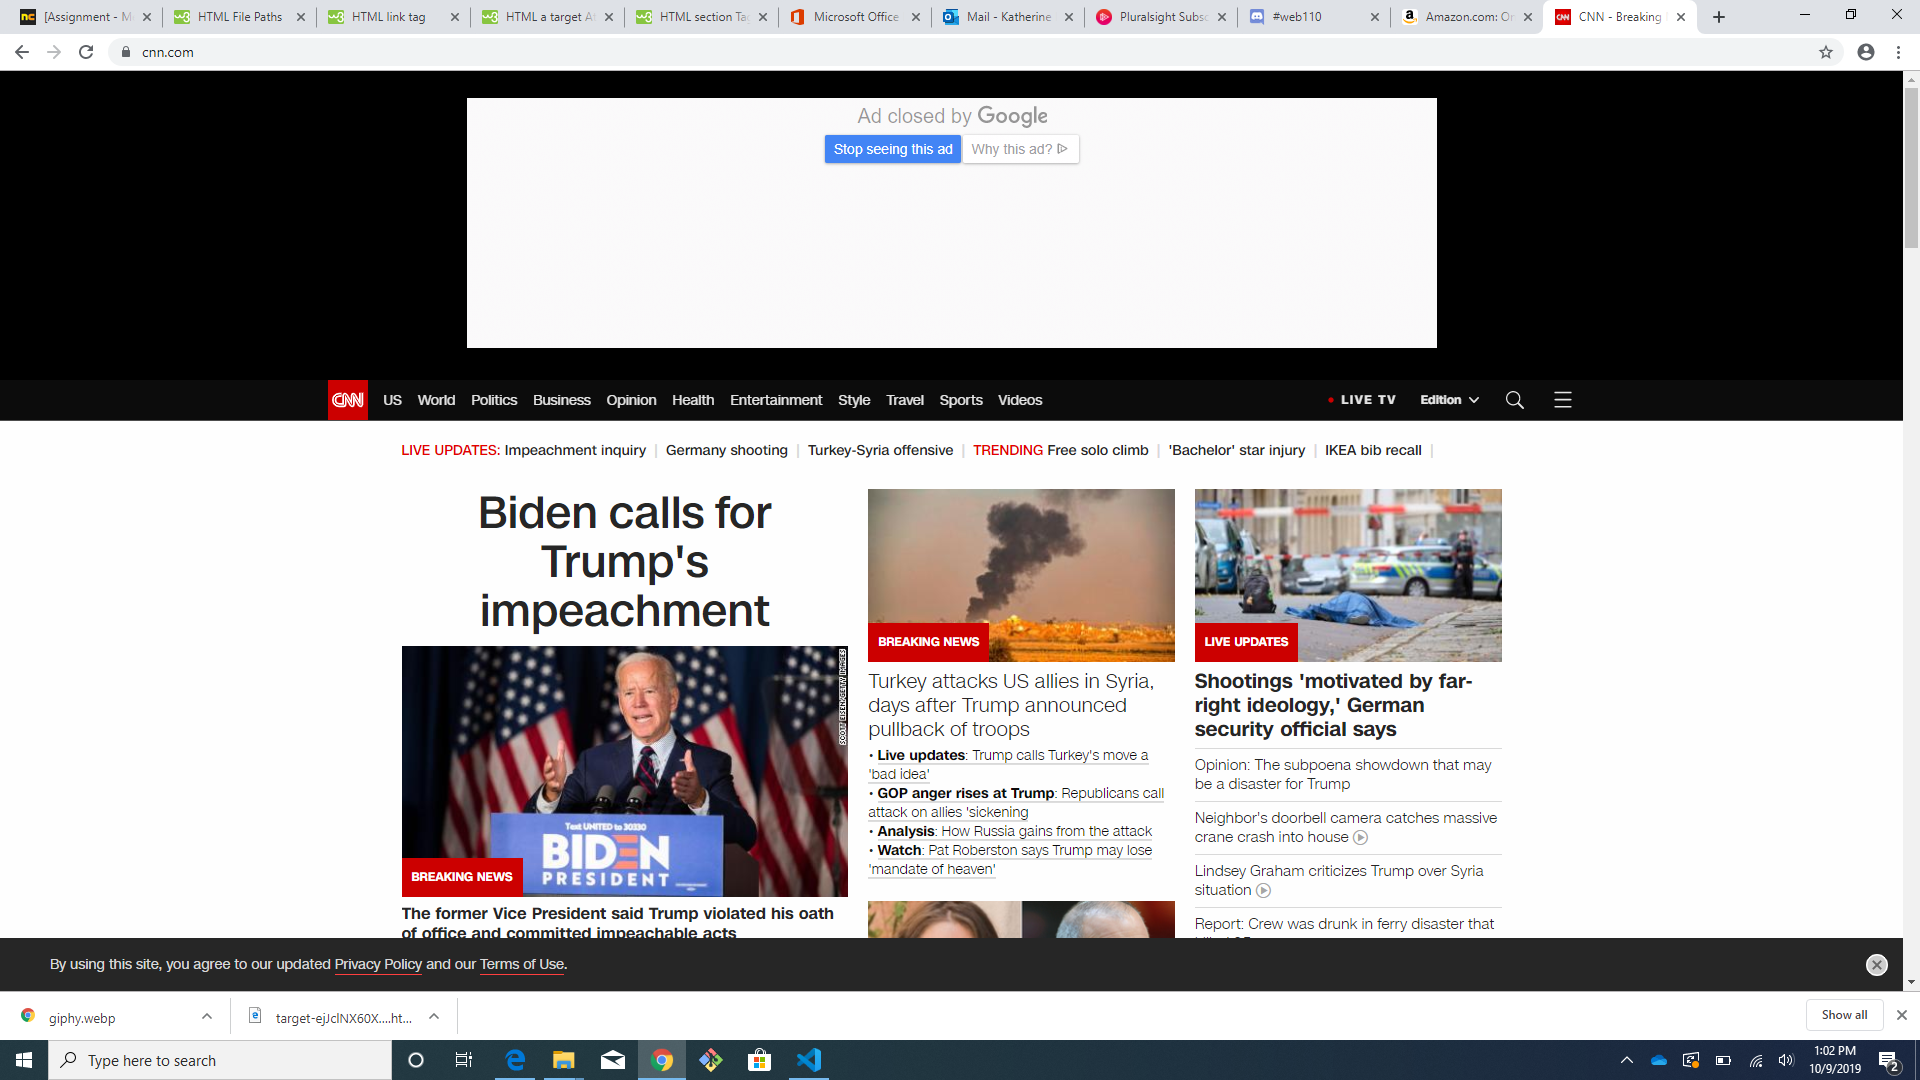 [Assignment - M
HTML File Paths
HTML link tag
HTML a target At
HTML section Tag
Microsoft Office
Mail - Katherine
Pluralsight Subsc
#web110
Amazon.com: On
CNN - Breaking
cnn.com
Ad closed by Google
Stop seeing this ad
Why this ad?
CNN
US
World
Politics
Business
Opinion
Health
Entertainment
Style
Travel
Sports
Videos
LIVE TV
Edition
LIVE UPDATES: Impeachment inquiry | Germany shooting | Turkey-Syria offensive | TRENDING Free solo climb | 'Bachelor' star injury | IKEA bib recall |
Biden calls for
Trump's
impeachment
SCOTT EISEN/GETTY IMAGES
Text UNITED to 30330
BIDEN
PRESIDENT
BREAKING NEWS
The former Vice President said Trump violated his oath
of office and committed impeachable acts
BREAKING NEWS
Turkey attacks US allies in Syria,
days after Trump announced
pullback of troops
• Live updates: Trump calls Turkey's move a
'bad idea'
• GOP anger rises at Trump: Republicans call
attack on allies 'sickening
• Analysis: How Russia gains from the attack
• Watch: Pat Roberston says Trump may lose
'mandate of heaven'
LIVE UPDATES
Shootings 'motivated by far-
right ideology,' German
security official says
Opinion: The subpoena showdown that may
be a disaster for Trump
Neighbor's doorbell camera catches massive
crane crash into house
Lindsey Graham criticizes Trump over Syria
situation
Report: Crew was drunk in ferry disaster that
By using this site, you agree to our updated Privacy Policy and our Terms of Use.
giphy.webp
target-ejJclNX60X....ht...
Show all
Type here to search
1:02 PM
10/9/2019
2